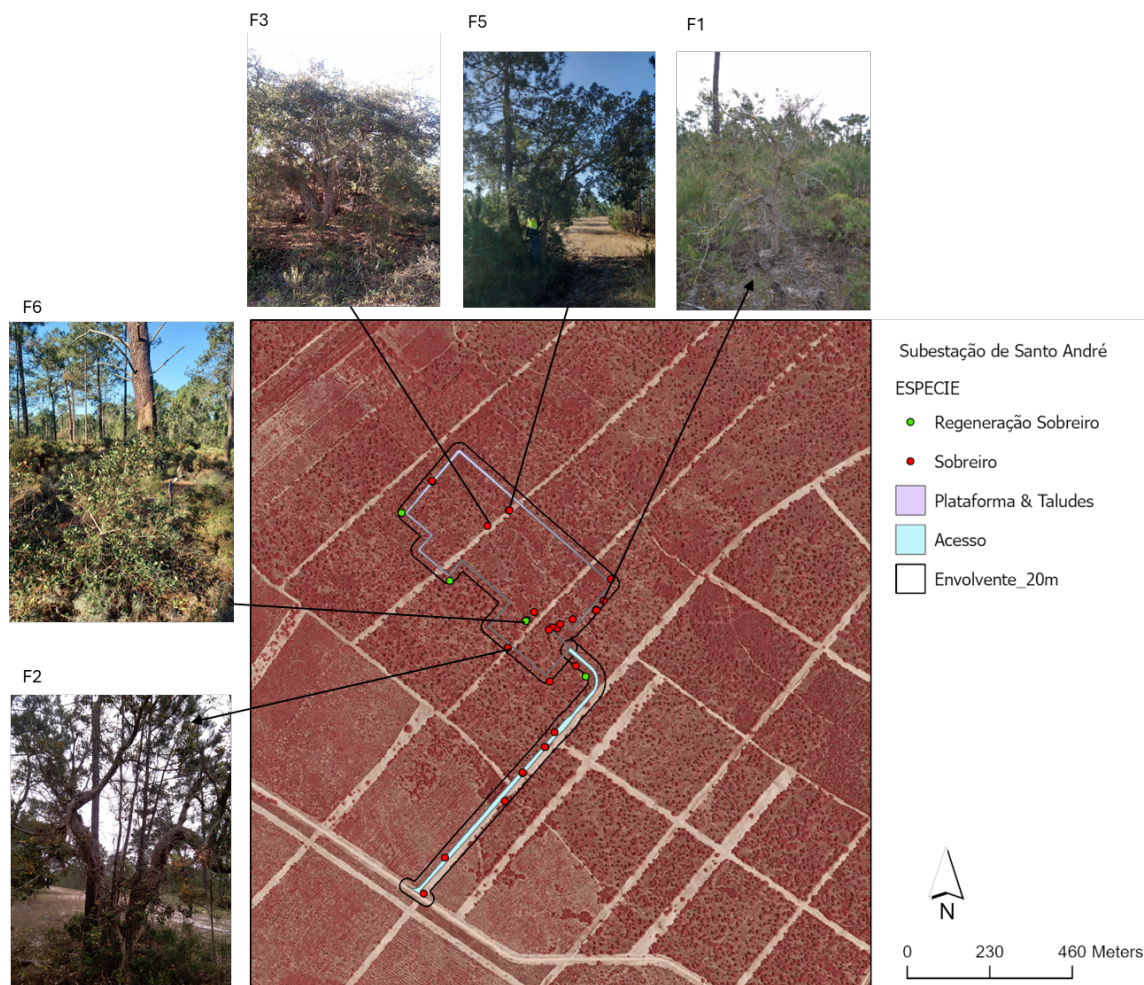 F3
F5
F1
F6
F2
Subestação de Santo André
ESPECIE
Regeneração Sobreiro
Sobreiro
Plataforma & Taludes
Acesso
Envolvente_20m
N
0 230 460 Meters